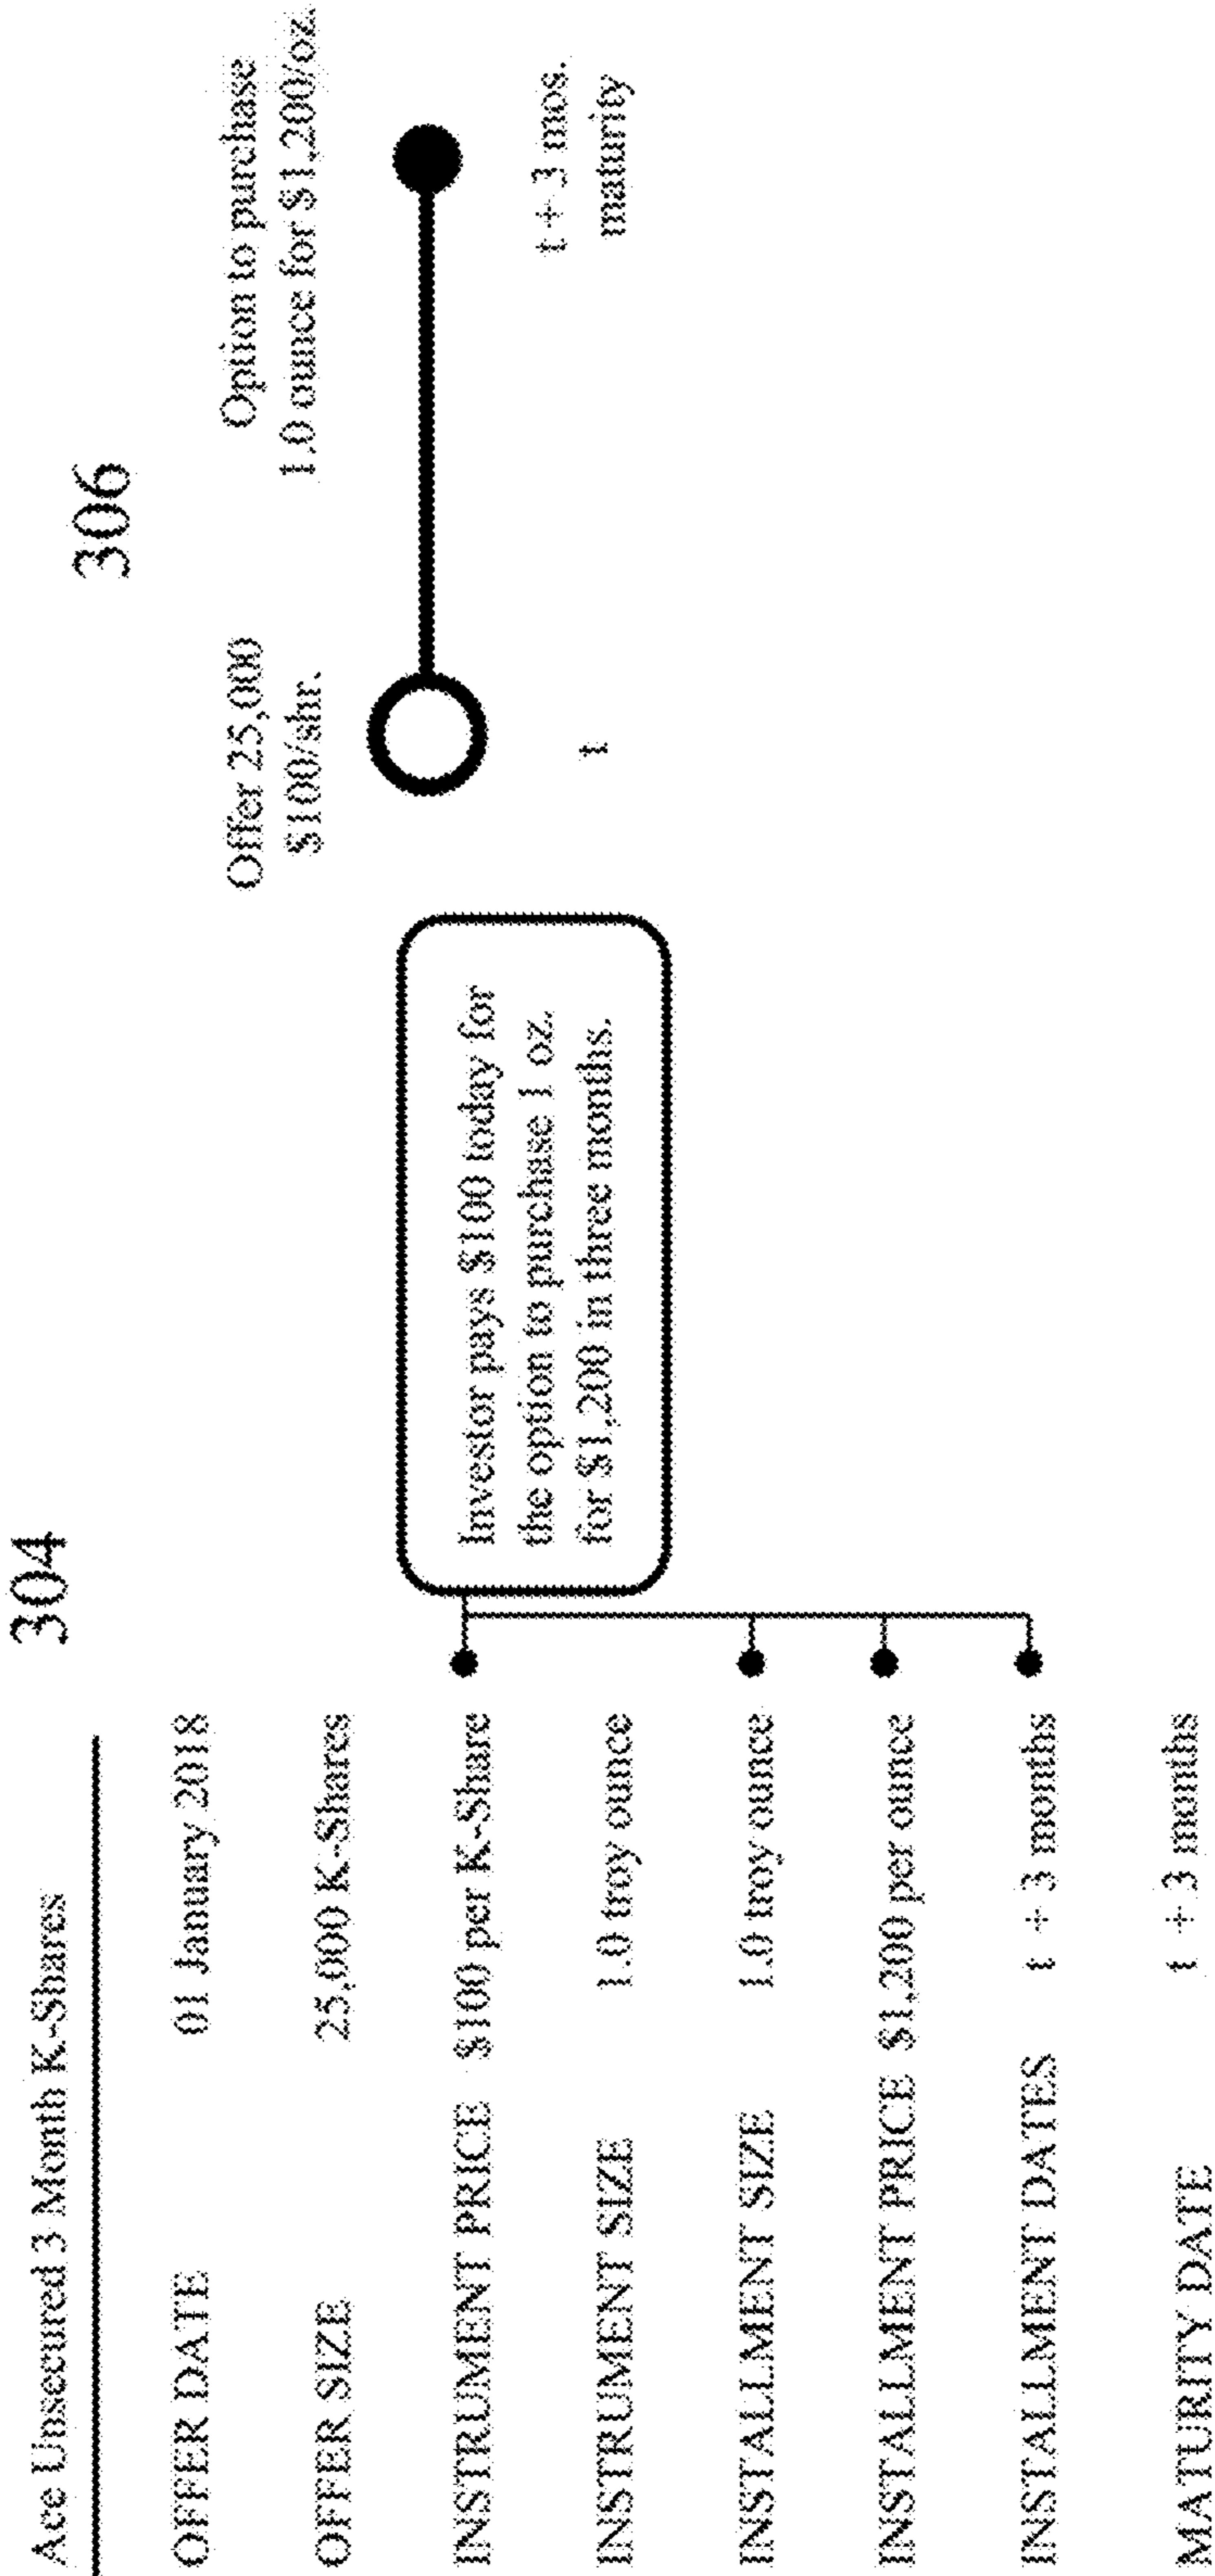 304
306
Ace Unsecured 3 Month K-Shares
OFFER DATE 01 January 2018
OFFER SIZE 25,000 K-Shares
INSTRUMENT PRICE $100 per K-Share
INSTRUMENT SIZE 1.0 troy ounce
INSTALLMENT SIZE 1.0 troy ounce
INSTALLMENT PRICE $1,200 per ounce
INSTALLMENT DATES t + 3 months
MATURITY DATE t + 3 months
Investor pays $100 today for
the option to purchase 1 oz.
for $1,200 in three months.
Offer 25,000
$100/shr.
t
Option to purchase
1.0 ounce for $1,200/oz.
t + 3 mos.
maturity